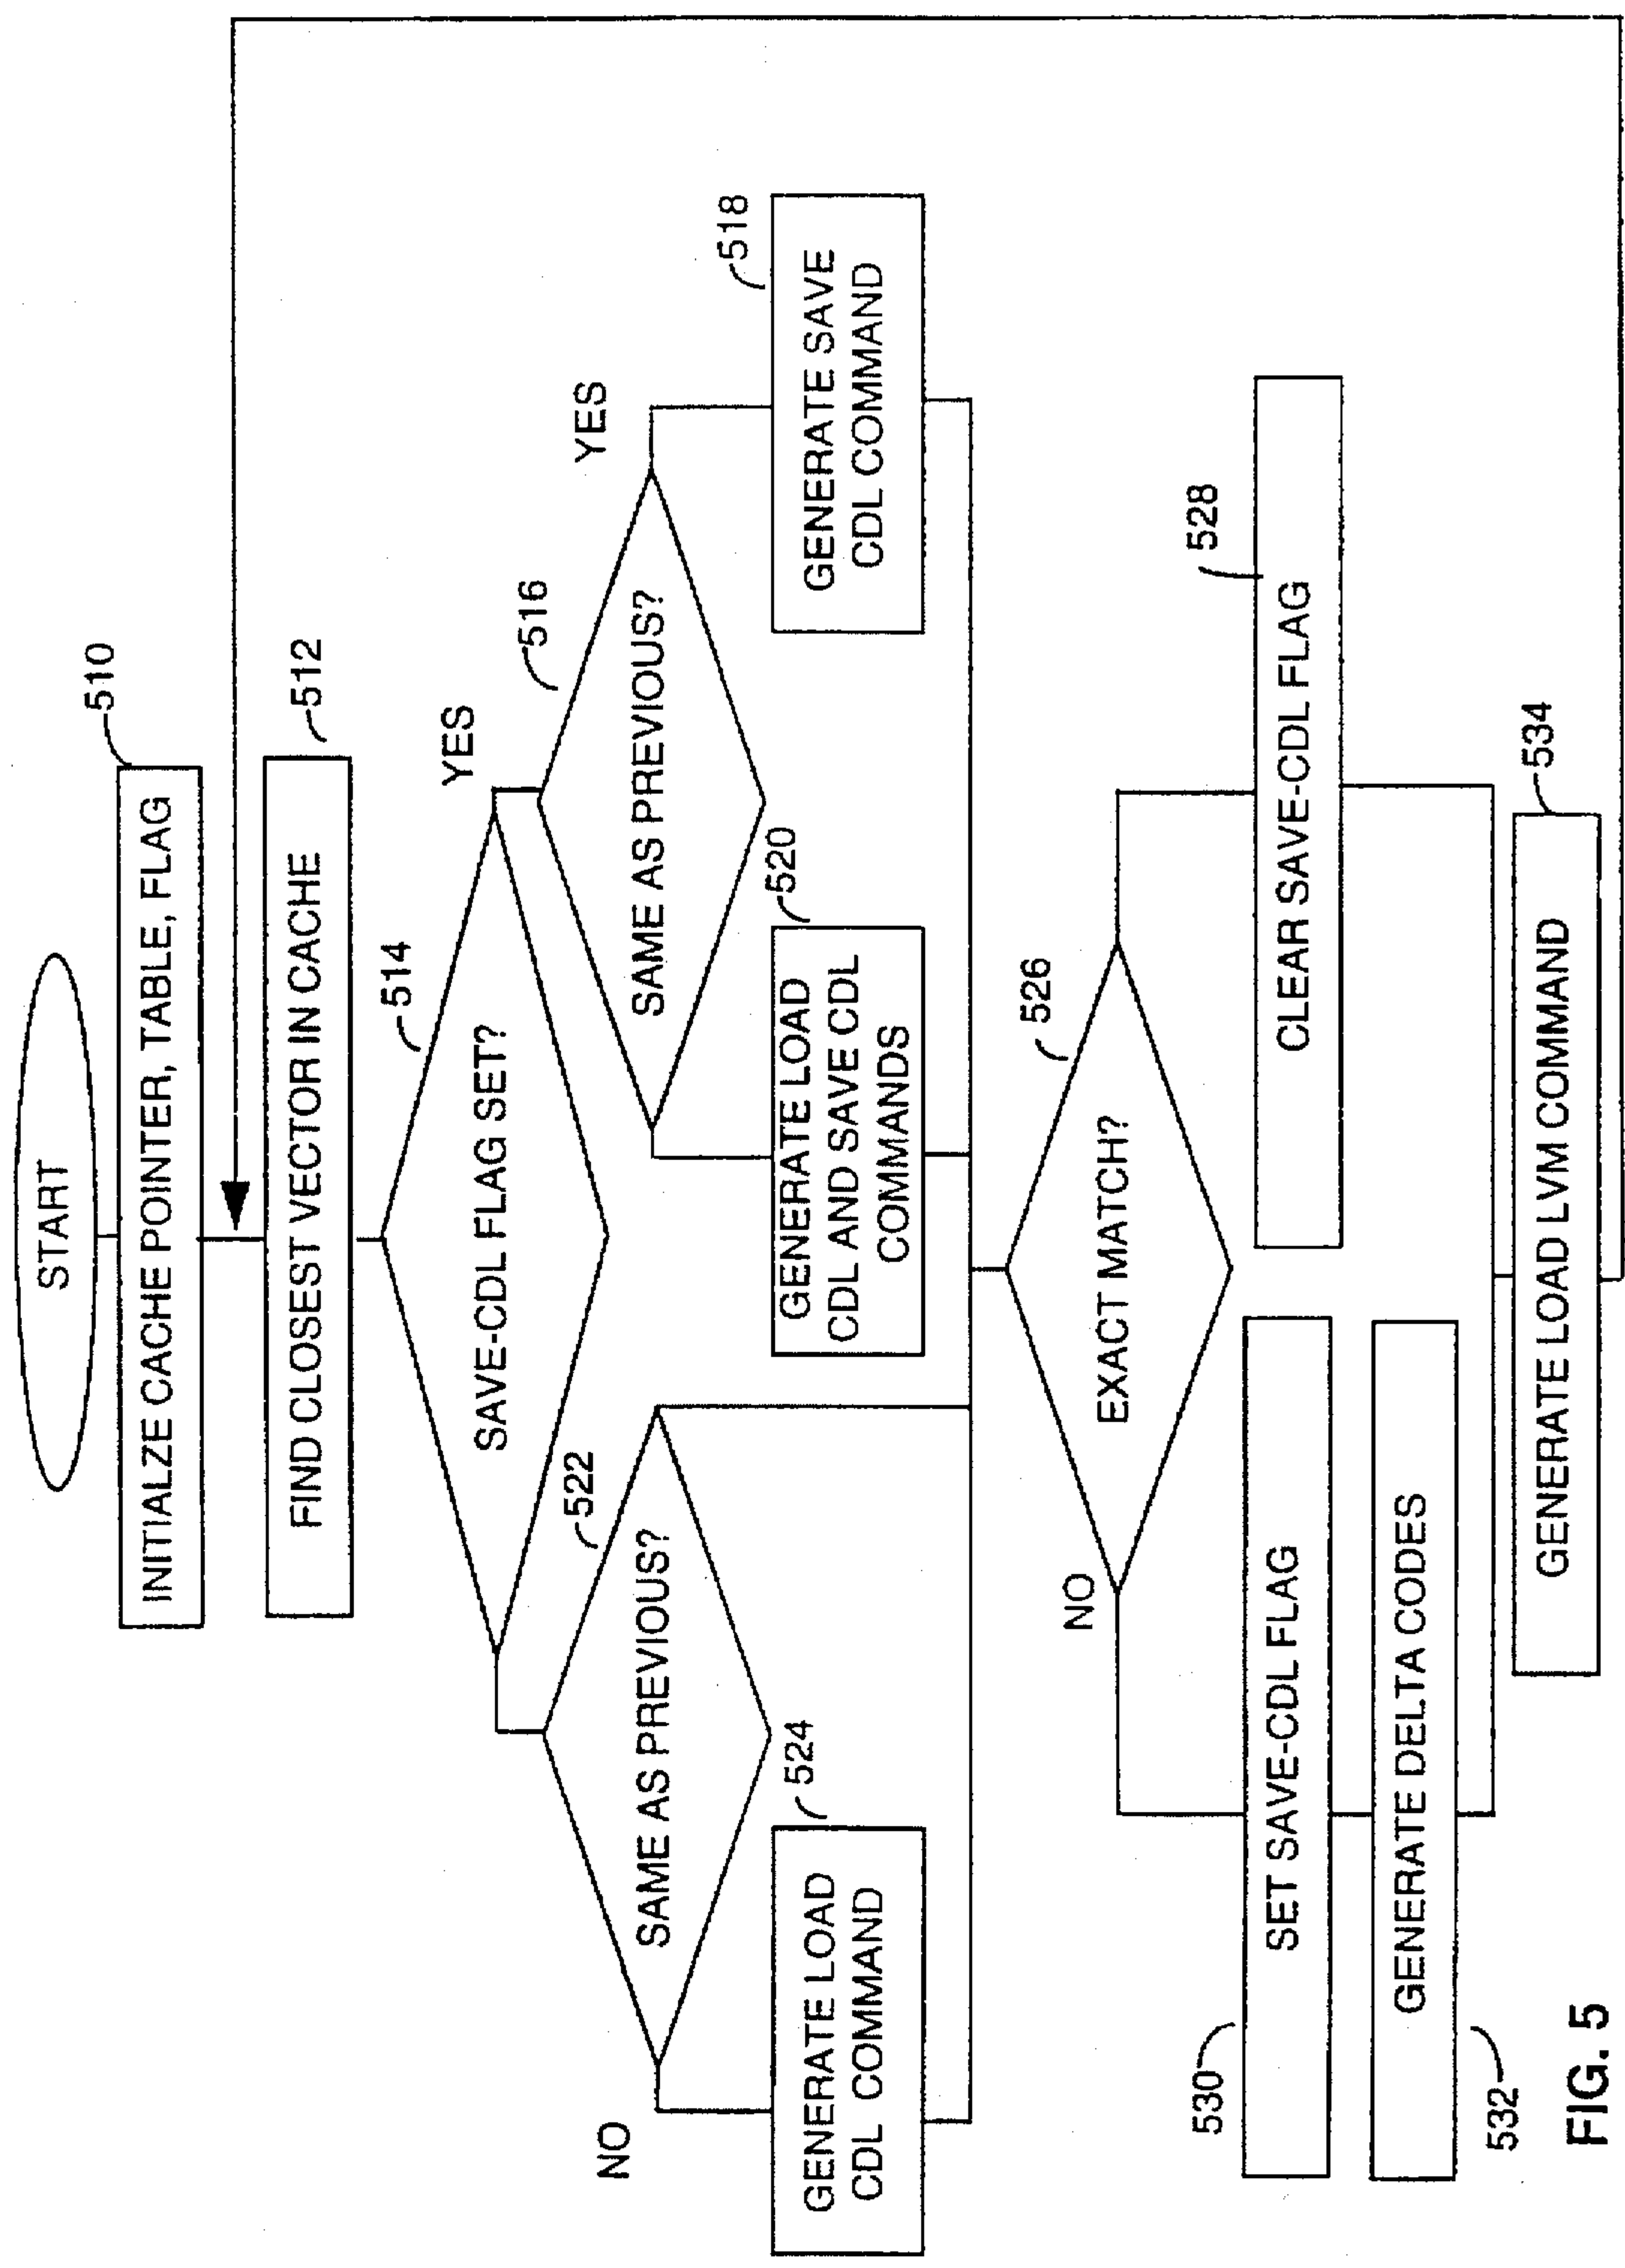 START
510
INITIALZE CACHE POINTER, TABLE, FLAG
512
FIND CLOSEST VECTOR IN CACHE
514
SAVE-CDL FLAG SET?
YES
522
SAME AS PREVIOUS?
NO
516
SAME AS PREVIOUS?
YES
524
GENERATE LOAD
CDL COMMAND
520
GENERATE LOAD
CDL AND SAVE CDL
COMMANDS
518
GENERATE SAVE
CDL COMMAND
526
EXACT MATCH?
NO
530
SET SAVE-CDL FLAG
528
CLEAR SAVE-CDL FLAG
532
GENERATE DELTA CODES
534
GENERATE LOAD LVM COMMAND
FIG. 5